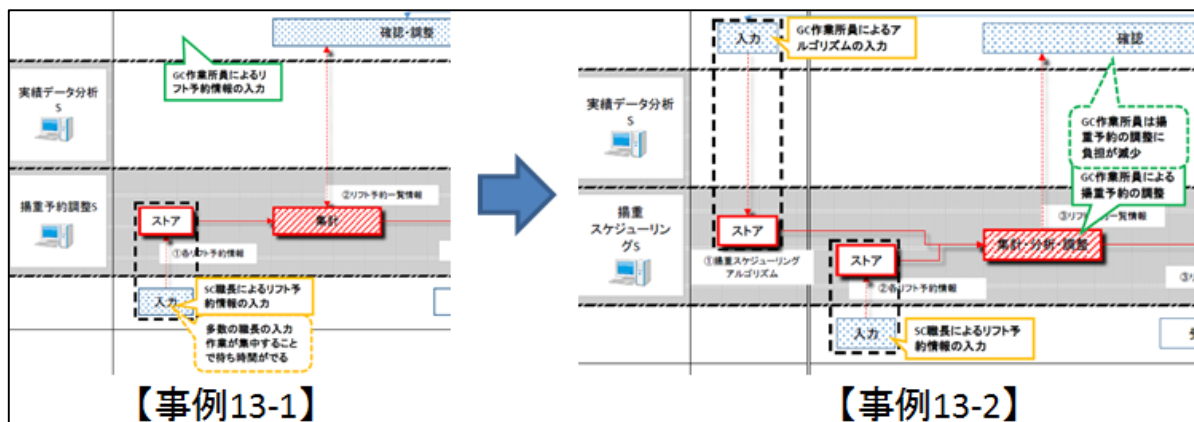 確認・調整
GC作業所員によるリ
フト予約情報の入力
実績データ分析
S
揚重予約調整S
②リフト予約一覧情報
ストア
集計
①各リフト予約情報
入力
SC職長によるリフト予
約情報の入力
多数の職長の入力
作業が集中すること
で待ち時間がでる
【事例13-1】
入力
GC作業所員によるア
ルゴリズムの入力
確認
実績データ分析
S
GC作業所員は揚
重予約の調整に
負担が減少
GC作業所員による
揚重予約の調整
揚重
スケジューリン
グS
③リフ
一覧情報
ストア
集計・分析・調整
①揚重スケジューリング
アルゴリズム
ストア
②各リフト予約情報
入力
SC職長によるリフト予
約情報の入力
【事例13-2】